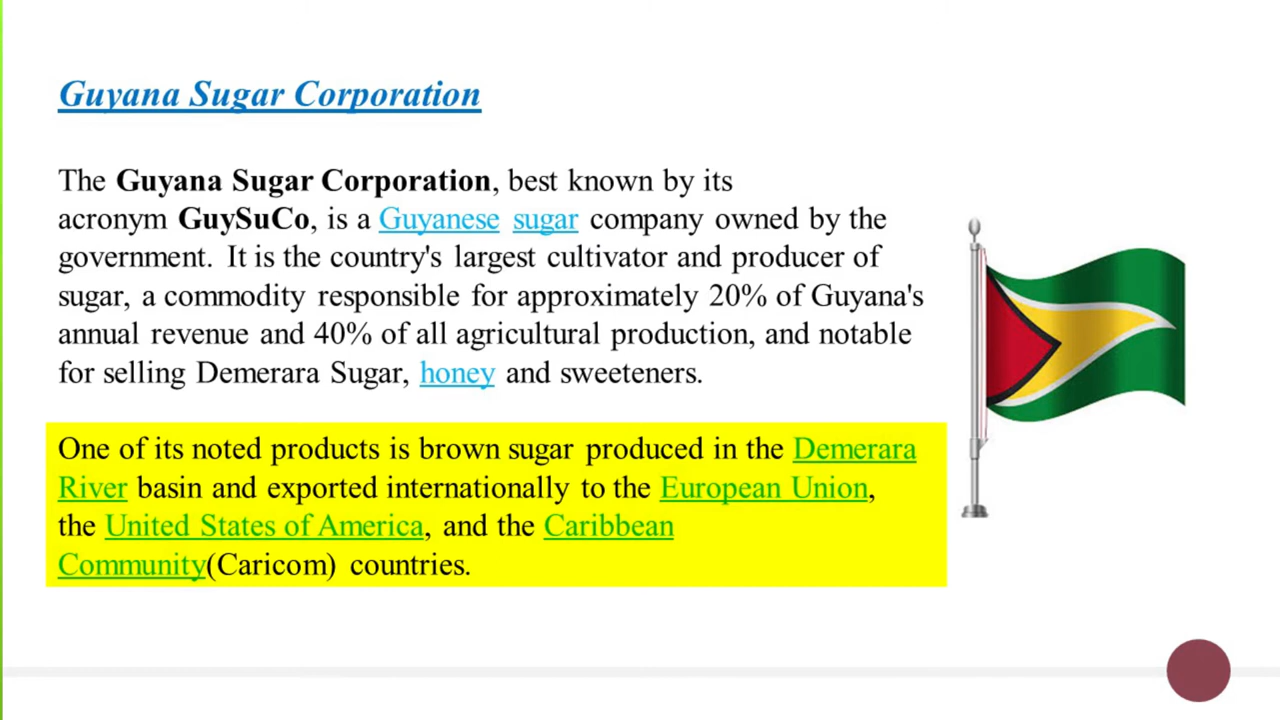 Guyana Sugar Corporation
The Guyana Sugar Corporation, best known by its
acronym GuySuCo, is a Guyanese sugar company owned by the
government. It is the country's largest cultivator and producer of
sugar, a commodity responsible for approximately 20% of Guyana's
annual revenue and 40% of all agricultural production, and notable
for selling Demerara Sugar, honey and sweeteners.
One of its noted products is brown sugar produced in the Demerara
River basin and exported internationally to the European Union,
the United States of America, and the Caribbean
Community(Caricom) countries.